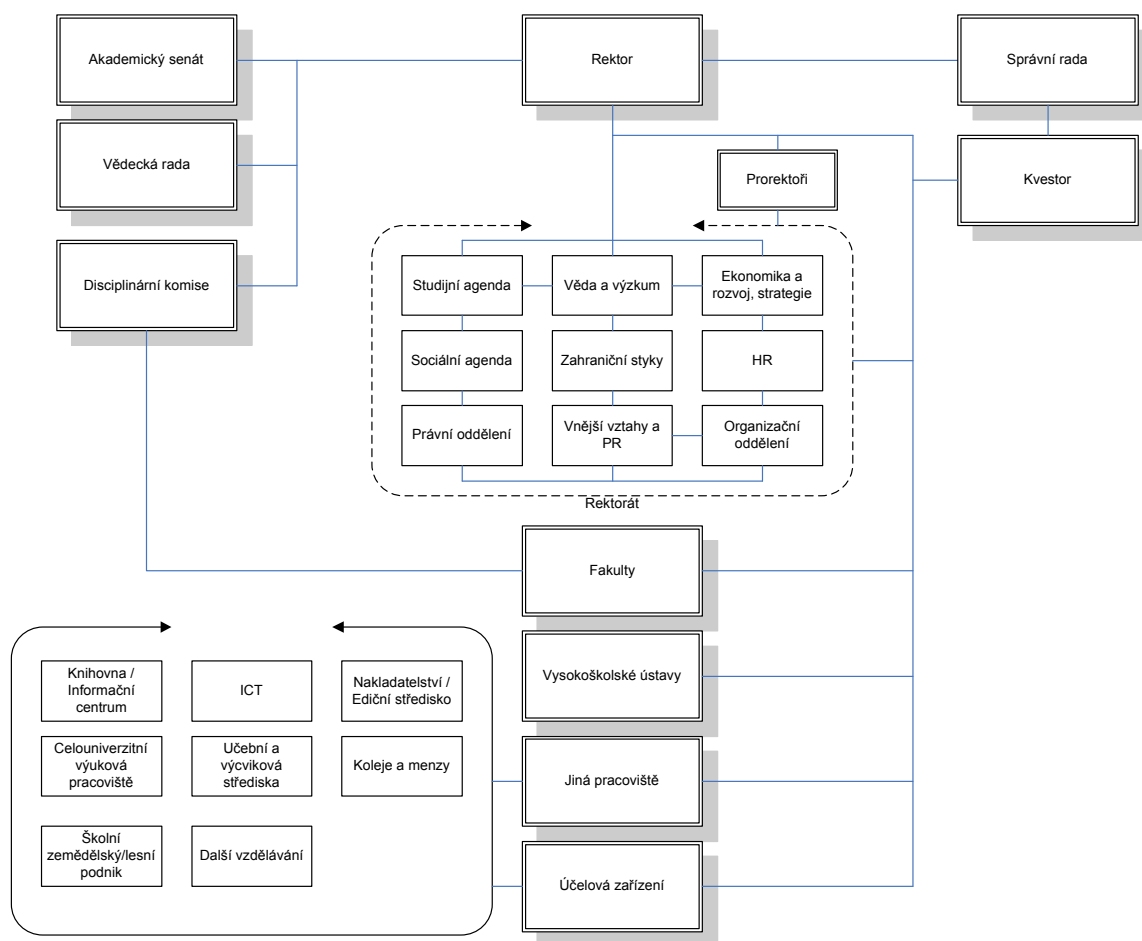 Akademický senát
Rektor
Správní rada
Vědecká rada
Prorektoři
Kvestor
Disciplinární komise
Studijní agenda
Věda a výzkum
Ekonomika a
rozvoj, strategie
Sociální agenda
Zahraniční styky
HR
Právní oddělení
Vnější vztahy a
PR
Organizační
oddělení
Rektorát
Fakulty
Vysokoškolské ústavy
Jiná pracoviště
Účelová zařízení
Knihovna /
Informační
centrum
ICT
Nakladatelství /
Ediční středisko
Celouniverzitní
výuková
pracoviště
Učební a
výcviková
střediska
Koleje a menzy
Školní
zemědělský/lesní
podnik
Další vzdělávání